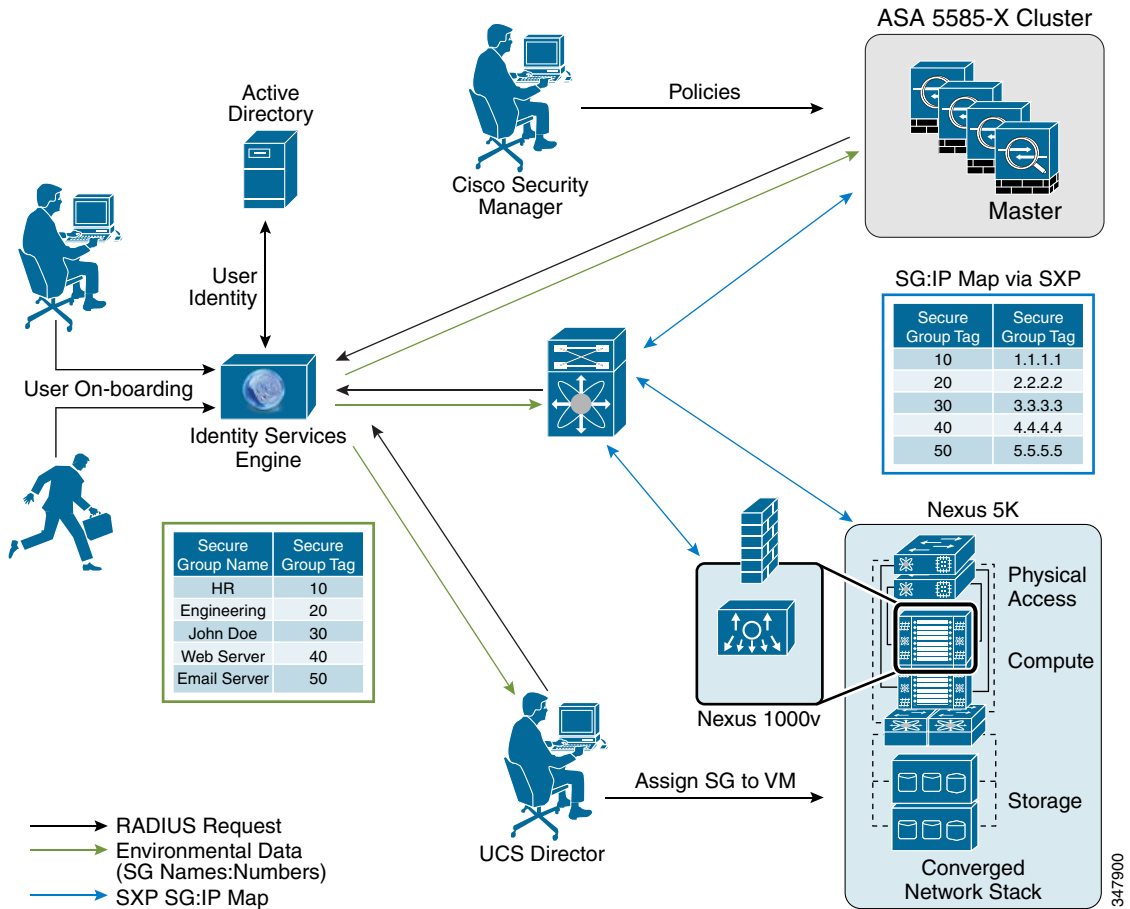 ASA 5585-X Cluster
Active
Directory
Policies
Cisco Security
Manager
Master
User
Identity
SG:IP Map via SXP
Secure
Group Tag
Secure
Group Tag
10
1.1.1.1
20
2.2.2.2
30
3.3.3.3
40
4.4.4.4
50
5.5.5.5
User On-boarding
Identity Services
Engine
Nexus 5K
Secure
Group Name
Secure
Group Tag
HR
10
Engineering
20
John Doe
30
Web Server
40
Email Server
50
Physical
Access
Compute
Nexus 1000v
Assign SG to VM
Storage
UCS Director
Converged
Network Stack
RADIUS Request
Environmental Data
(SG Names:Numbers)
SXP SG:IP Map
347900